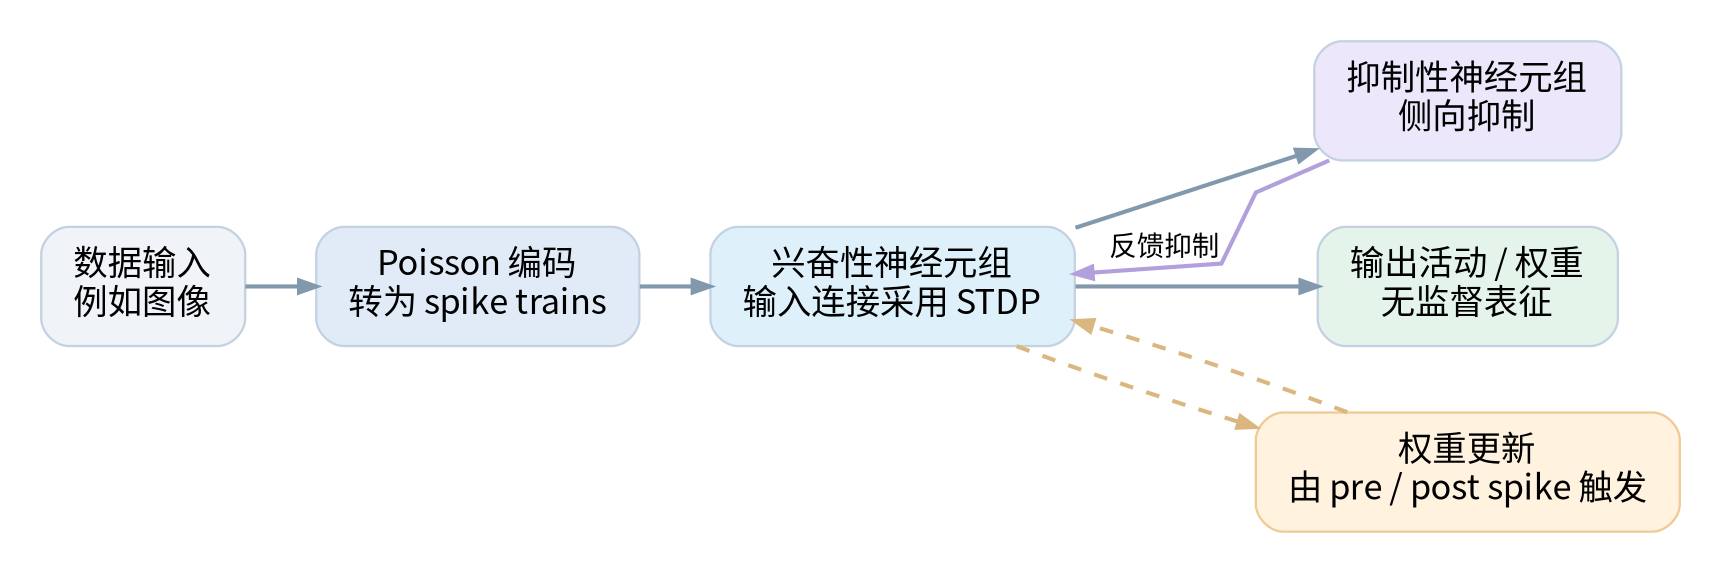 数据输入
例如图像
Poisson 编码
转为 spike trains
兴奋性神经元组
输入连接采用 STDP
反馈抑制
抑制性神经元组
侧向抑制
输出活动 / 权重
无监督表征
权重更新
由 pre / post spike 触发